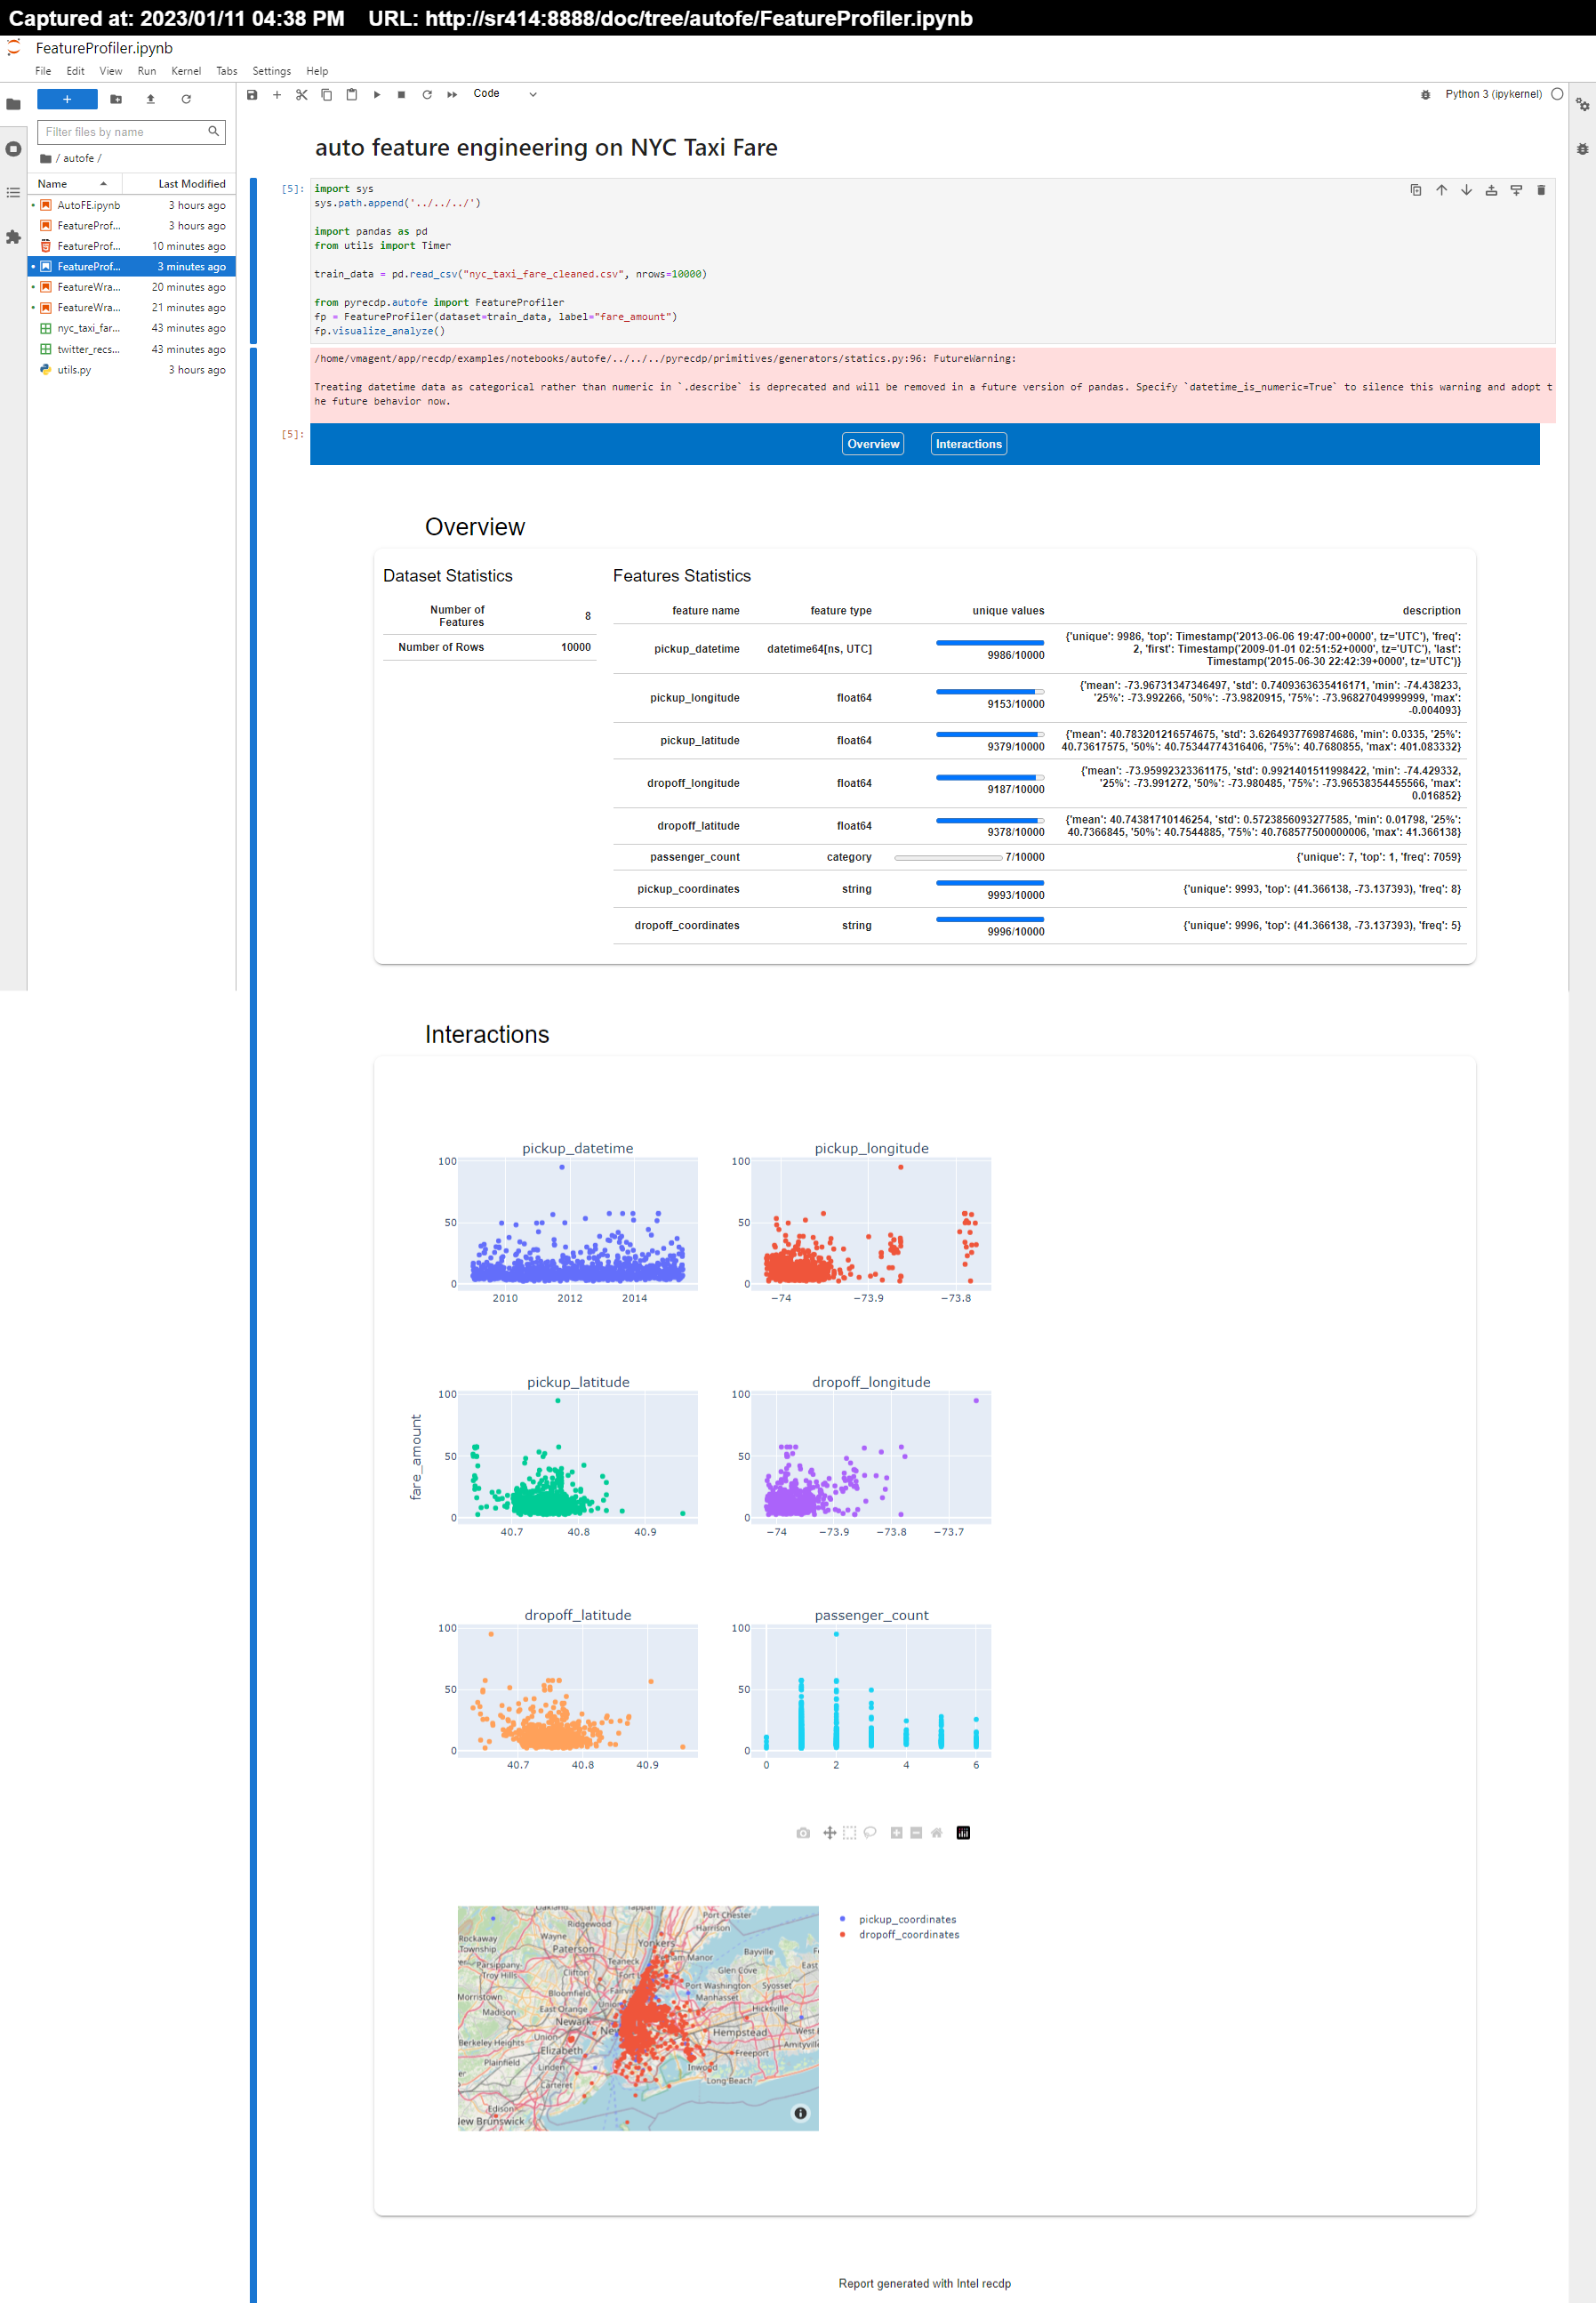 Captured at: 2023/01/11 04:38 PM    URL: http://sr414:8888/doc/tree/autofe/FeatureProfiler.ipynb
FeatureProfiler.ipynb
File Edit View Run Kernel Tabs Settings Help
Code
Python 3 (ipykernel)
Filter files by name
/ autofe /
Name Last Modified
AutoFE.ipynb 3 hours ago
FeatureProf... 3 hours ago
FeatureProf... 10 minutes ago
FeatureProf... 3 minutes ago
FeatureWra... 20 minutes ago
FeatureWra... 21 minutes ago
nyc_taxi_far... 43 minutes ago
twitter_recs... 43 minutes ago
utils.py 3 hours ago
auto feature engineering on NYC Taxi Fare
[5]:
import sys
sys.path.append('../../../')
import pandas as pd
from utils import Timer
train_data = pd.read_csv("nyc_taxi_fare_cleaned.csv", nrows=10000)
from pyrecdp.autofe import FeatureProfiler
fp = FeatureProfiler(dataset=train_data, label="fare_amount")
fp.visualize_analyze()
/home/vmagent/app/recdp/examples/notebooks/autofe/../../../pyrecdp/primitives/generators/statics.py:96: FutureWarning:
Treating datetime data as categorical rather than numeric in `.describe` is deprecated and will be removed in a future version of pandas. Specify `datetime_is_numeric=True` to silence this warning and adopt t
he future behavior now.
[5]:
Overview Interactions
Overview
Dataset Statistics
Number of
Features
8
Number of Rows 10000
Features Statistics
feature name feature type unique values description
pickup_datetime datetime64[ns, UTC] 9986/10000
{'unique': 9986, 'top': Timestamp('2013-06-06 19:47:00+0000', tz='UTC'), 'freq':
2, 'first': Timestamp('2009-01-01 02:51:52+0000', tz='UTC'), 'last':
Timestamp('2015-06-30 22:42:39+0000', tz='UTC')}
pickup_longitude float64 9153/10000
{'mean': -73.96731347346497, 'std': 0.7409363635416171, 'min': -74.438233,
'25%': -73.992266, '50%': -73.9820915, '75%': -73.96827049999999, 'max':
-0.004093}
pickup_latitude float64 9379/10000
{'mean': 40.783201216574675, 'std': 3.6264937769874686, 'min': 0.0335, '25%':
40.73617575, '50%': 40.75344774316406, '75%': 40.7680855, 'max': 401.083332}
dropoff_longitude float64 9187/10000
{'mean': -73.95992323361175, 'std': 0.9921401511998422, 'min': -74.429332,
'25%': -73.991272, '50%': -73.980485, '75%': -73.96538354455566, 'max':
0.016852}
dropoff_latitude float64 9378/10000
{'mean': 40.74381710146254, 'std': 0.5723856093277585, 'min': 0.01798, '25%':
40.7366845, '50%': 40.7544885, '75%': 40.768577500000006, 'max': 41.366138}
passenger_count category 7/10000 {'unique': 7, 'top': 1, 'freq': 7059}
pickup_coordinates string 9993/10000 {'unique': 9993, 'top': (41.366138, -73.137393), 'freq': 8}
dropoff_coordinates string 9996/10000 {'unique': 9996, 'top': (41.366138, -73.137393), 'freq': 5}
Interactions
pickup_datetime
100
50
0
2010 2012 2014
pickup_longitude
100
50
0
−74 −73.9 −73.8
fare_amount
pickup_latitude
100
50
0
40.7 40.8 40.9
dropoff_longitude
100
50
0
−74 −73.9 −73.8 −73.7
dropoff_latitude
100
50
0
40.7 40.8 40.9
passenger_count
100
50
0
0 2 4 6
pickup_coordinates
dropoff_coordinates
Oakland
Tappan
Port Chester
Ridgewood
Harrison
Rockaway
Township
Wayne
Paterson
Yonkers
Bayville
Parsippany-
Troy Hills
Teaneck
Clifton
Glen Cove
East
Port Washington
Syosset
Bloomfield
Manhasset
Morristown
Madison
East Orange
Hicksville
Newark
Hempstead
West
Berkeley Heights
Union
Elizabeth
Amityvill
Plainfield
Linden
Freeport
Inwood
Carteret
Long Beach
Edison
New Brunswick
Report generated with Intel recdp